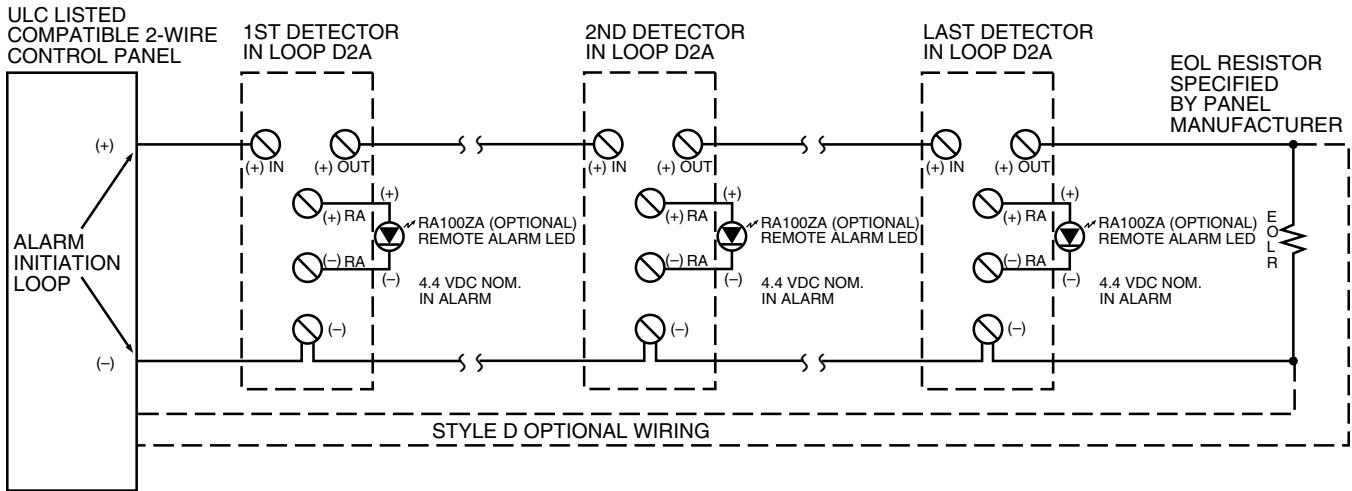 ULC LISTED
COMPATIBLE 2-WIRE
CONTROL PANEL
1ST DETECTOR
IN LOOP D2A
2ND DETECTOR
IN LOOP D2A
LAST DETECTOR
IN LOOP D2A
EOL RESISTOR
SPECIFIED
BY PANEL
MANUFACTURER
(+)
ALARM
INITIATION
LOOP
(–)
(+) IN
(+) OUT
(+)
(+) RA
RA100ZA (OPTIONAL)
REMOTE ALARM LED
(–) RA
(–)
4.4 VDC NOM.
IN ALARM
(–)
(+) IN
(+) OUT
(+)
(+) RA
RA100ZA (OPTIONAL)
REMOTE ALARM LED
(–) RA
(–)
4.4 VDC NOM.
IN ALARM
(–)
(+) IN
(+) OUT
(+)
(+) RA
RA100ZA (OPTIONAL)
REMOTE ALARM LED
(–) RA
(–)
4.4 VDC NOM.
IN ALARM
(–)
EOLR
STYLE D OPTIONAL WIRING